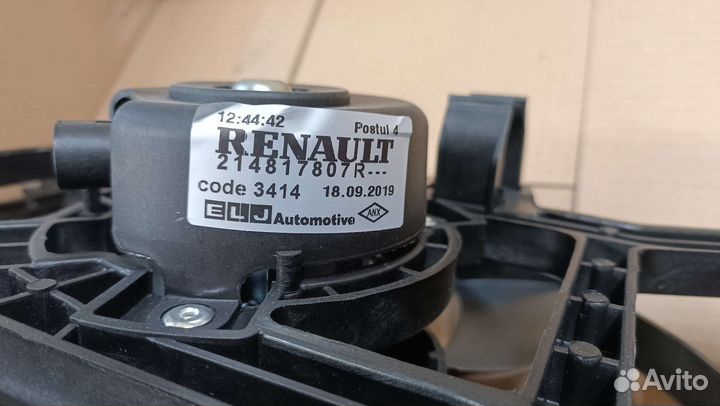 12:44:42 Postul 4
RENAULT
214817807R---
code 3414 18.09.2019
ELJ Automotive ANX
Avito